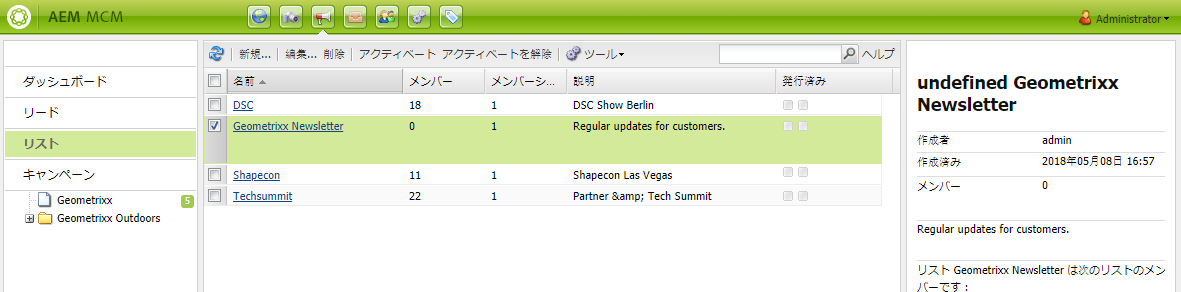 AEM MCM
Administrator
ダッシュボード
リード
リスト
キャンペーン
Geometrixx 5
Geometrixx Outdoors
新規... 編集... 削除 アクティベート アクティベートを解除 ツール ヘルプ
名前 メンバー メンバーシ... 説明 発行済み
DSC 18 1 DSC Show Berlin
Geometrixx Newsletter 0 1 Regular updates for customers.
Shapecon 11 1 Shapecon Las Vegas
Techsummit 22 1 Partner &amp; Tech Summit
undefined Geometrixx
Newsletter
作成者 admin
作成済み 2018年05月08日 16:57
メンバー 0
Regular updates for customers.
リスト Geometrixx Newsletter は次のリストのメン
バーです :